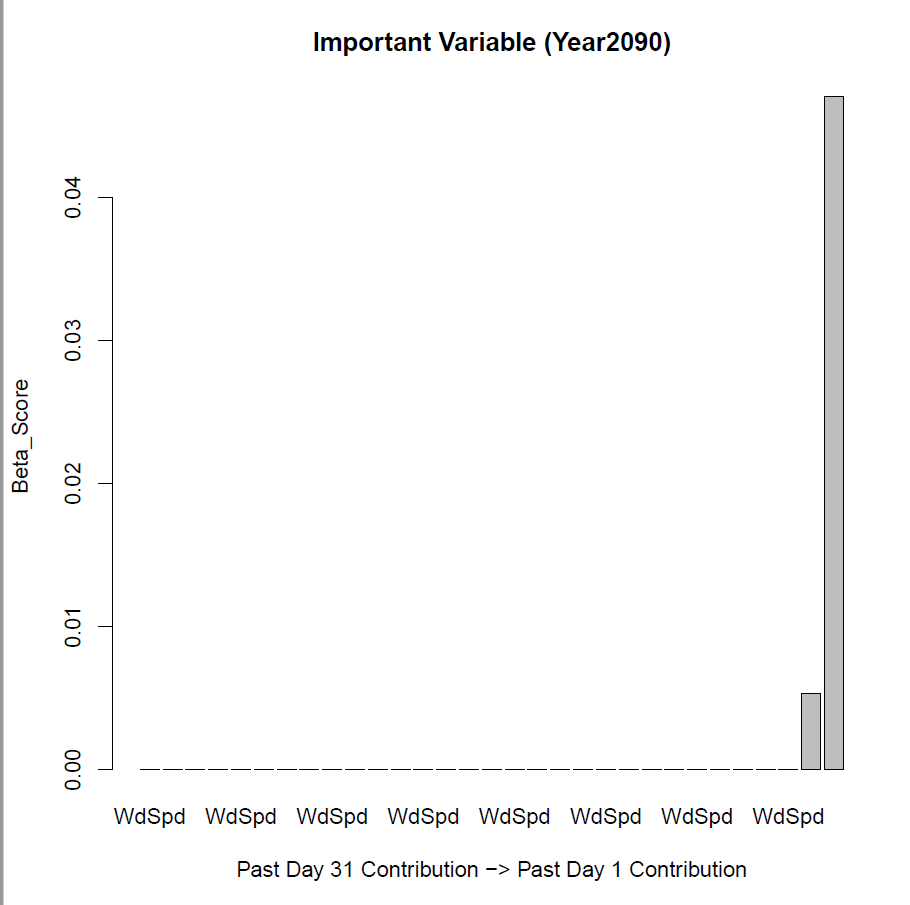 Important Variable (Year2090)
Beta_Score
0.04
0.03
0.02
0.01
0.00
WdSpd WdSpd WdSpd WdSpd WdSpd WdSpd WdSpd WdSpd
Past Day 31 Contribution −> Past Day 1 Contribution